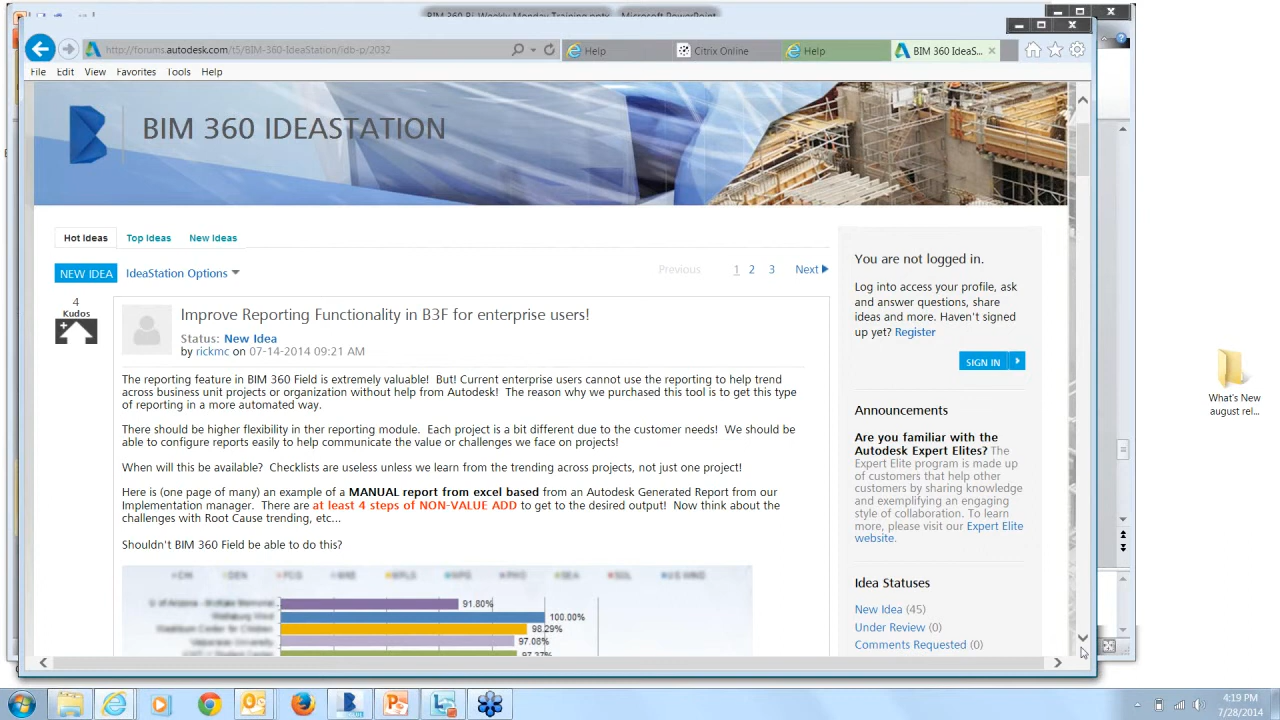 BIM 360 Bi-Weekly Monday Training.pptx - Microsoft PowerPoint
http://forums.autodesk.com/t5/BIM-360-IdeaStation/idb-p/2032
Help
Citrix Online
Help
BIM 360 IdeaS...
File Edit View Favorites Tools Help
BIM 360 IDEASTATION
Hot Ideas Top Ideas New Ideas
NEW IDEA IdeaStation Options
Previous 1 2 3 Next
4
Kudos
Improve Reporting Functionality in B3F for enterprise users!
Status: New Idea
by rickmc on 07-14-2014 09:21 AM
The reporting feature in BIM 360 Field is extremely valuable! But! Current enterprise users cannot use the reporting to help trend
across business unit projects or organization without help from Autodesk! The reason why we purchased this tool is to get this type
of reporting in a more automated way.
There should be higher flexibility in ther reporting module. Each project is a bit different due to the customer needs! We should be
able to configure reports easily to help communicate the value or challenges we face on projects!
When will this be available? Checklists are useless unless we learn from the trending across projects, not just one project!
Here is (one page of many) an example of a MANUAL report from excel based from an Autodesk Generated Report from our
Implementation manager. There are at least 4 steps of NON-VALUE ADD to get to the desired output! Now think about the
challenges with Root Cause trending, etc...
Shouldn't BIM 360 Field be able to do this?
91.80%
100.00%
98.29%
97.08%
97.37%
You are not logged in.
Log into access your profile, ask
and answer questions, share
ideas and more. Haven't signed
up yet? Register
SIGN IN
Announcements
Are you familiar with the
Autodesk Expert Elites? The
Expert Elite program is made up
of customers that help other
customers by sharing knowledge
and exemplifying an engaging
style of collaboration. To learn
more, please visit our Expert Elite
website.
Idea Statuses
New Idea (45)
Under Review (0)
Comments Requested (0)
What's New
august rel...
4:19 PM
7/28/2014